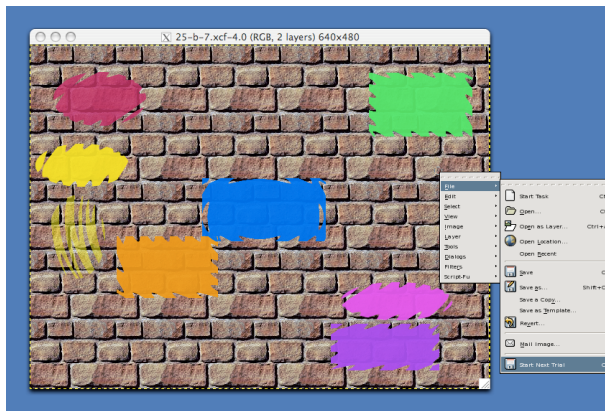 25-b-7.xcf-4.0 (RGB, 2 layers) 640x480
File
Edit
Select
View
Image
Layer
Tools
Dialogs
Filters
Script-Fu
Start Task
Open...
Open as Layer...
Open Location...
Open Recent
Save
Save as...
Shift+C
Save a Copy...
Save as Template...
Revert...
Mail Image...
Start Next Trial